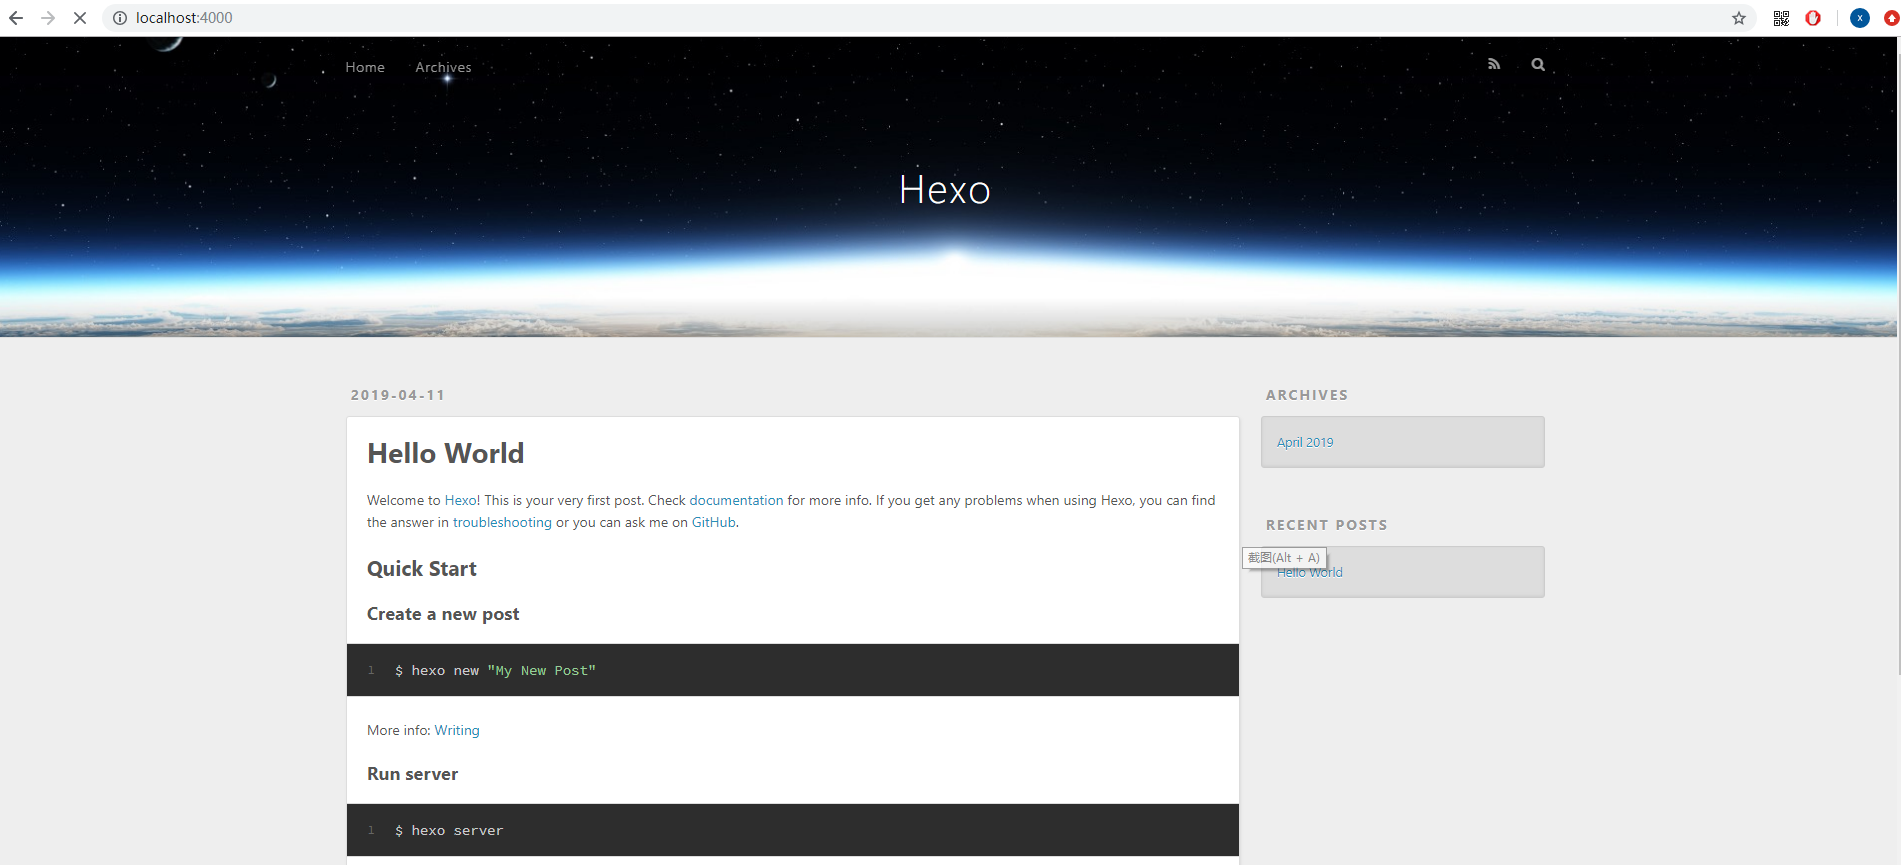 localhost:4000
x
Home Archives
Hexo
2019-04-11
Hello World
Welcome to Hexo! This is your very first post. Check documentation for more info. If you get any problems when using Hexo, you can find
the answer in troubleshooting or you can ask me on GitHub.
Quick Start
Create a new post
1 $ hexo new "My New Post"
More info: Writing
Run server
1 $ hexo server
ARCHIVES
April 2019
RECENT POSTS
截图(Alt + A)
Hello World